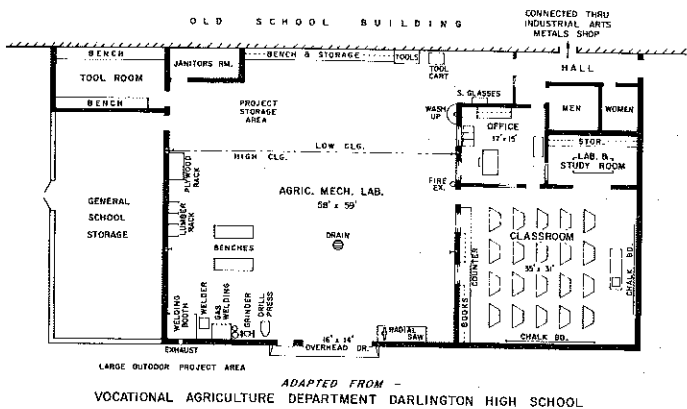 OLD SCHOOL BUILDING
CONNECTED THRU
INDUSTRIAL ARTS
METALS SHOP
HALL
BENCH
TOOL ROOM
BENCH
JANITORS RM.
BENCH & STORAGE
TOOLS
TOOL
CART
PROJECT
STORAGE
AREA
S. GLASSES
WASH
UP
OFFICE
MEN
WOMEN
STOR.
LAB. &
STUDY ROOM
LOW CLG.
HIGH CLG.
FIRE
EX.
PLYWOOD
RACK
LUMBER
RACK
GENERAL
SCHOOL
STORAGE
AGRIC. MECH. LAB.
58' x 59'
DRAIN
BENCHES
CLASSROOM
35' x 31'
COUNTER
BOOKS
CHALK BD.
CHALK BD.
WELDING
BOOTH
WELDER
GAS
WELDING
GRINDER
DRILL
PRESS
16' x 14'
OVERHEAD DR.
RADIAL
SAW
EXHAUST
LARGE OUTDOOR PROJECT AREA
ADAPTED FROM –
VOCATIONAL AGRICULTURE DEPARTMENT DARLINGTON HIGH SCHOOL